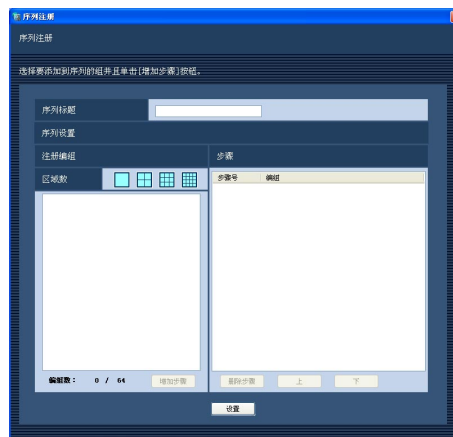 序列注册
序列注册
选择要添加到序列的组并且单击[增加步骤]按钮。
序列标题
序列设置
注册编组
步骤
区域数
步骤号 编组
编组数： 0 / 64
增加步骤
删除步骤
上
下
设置